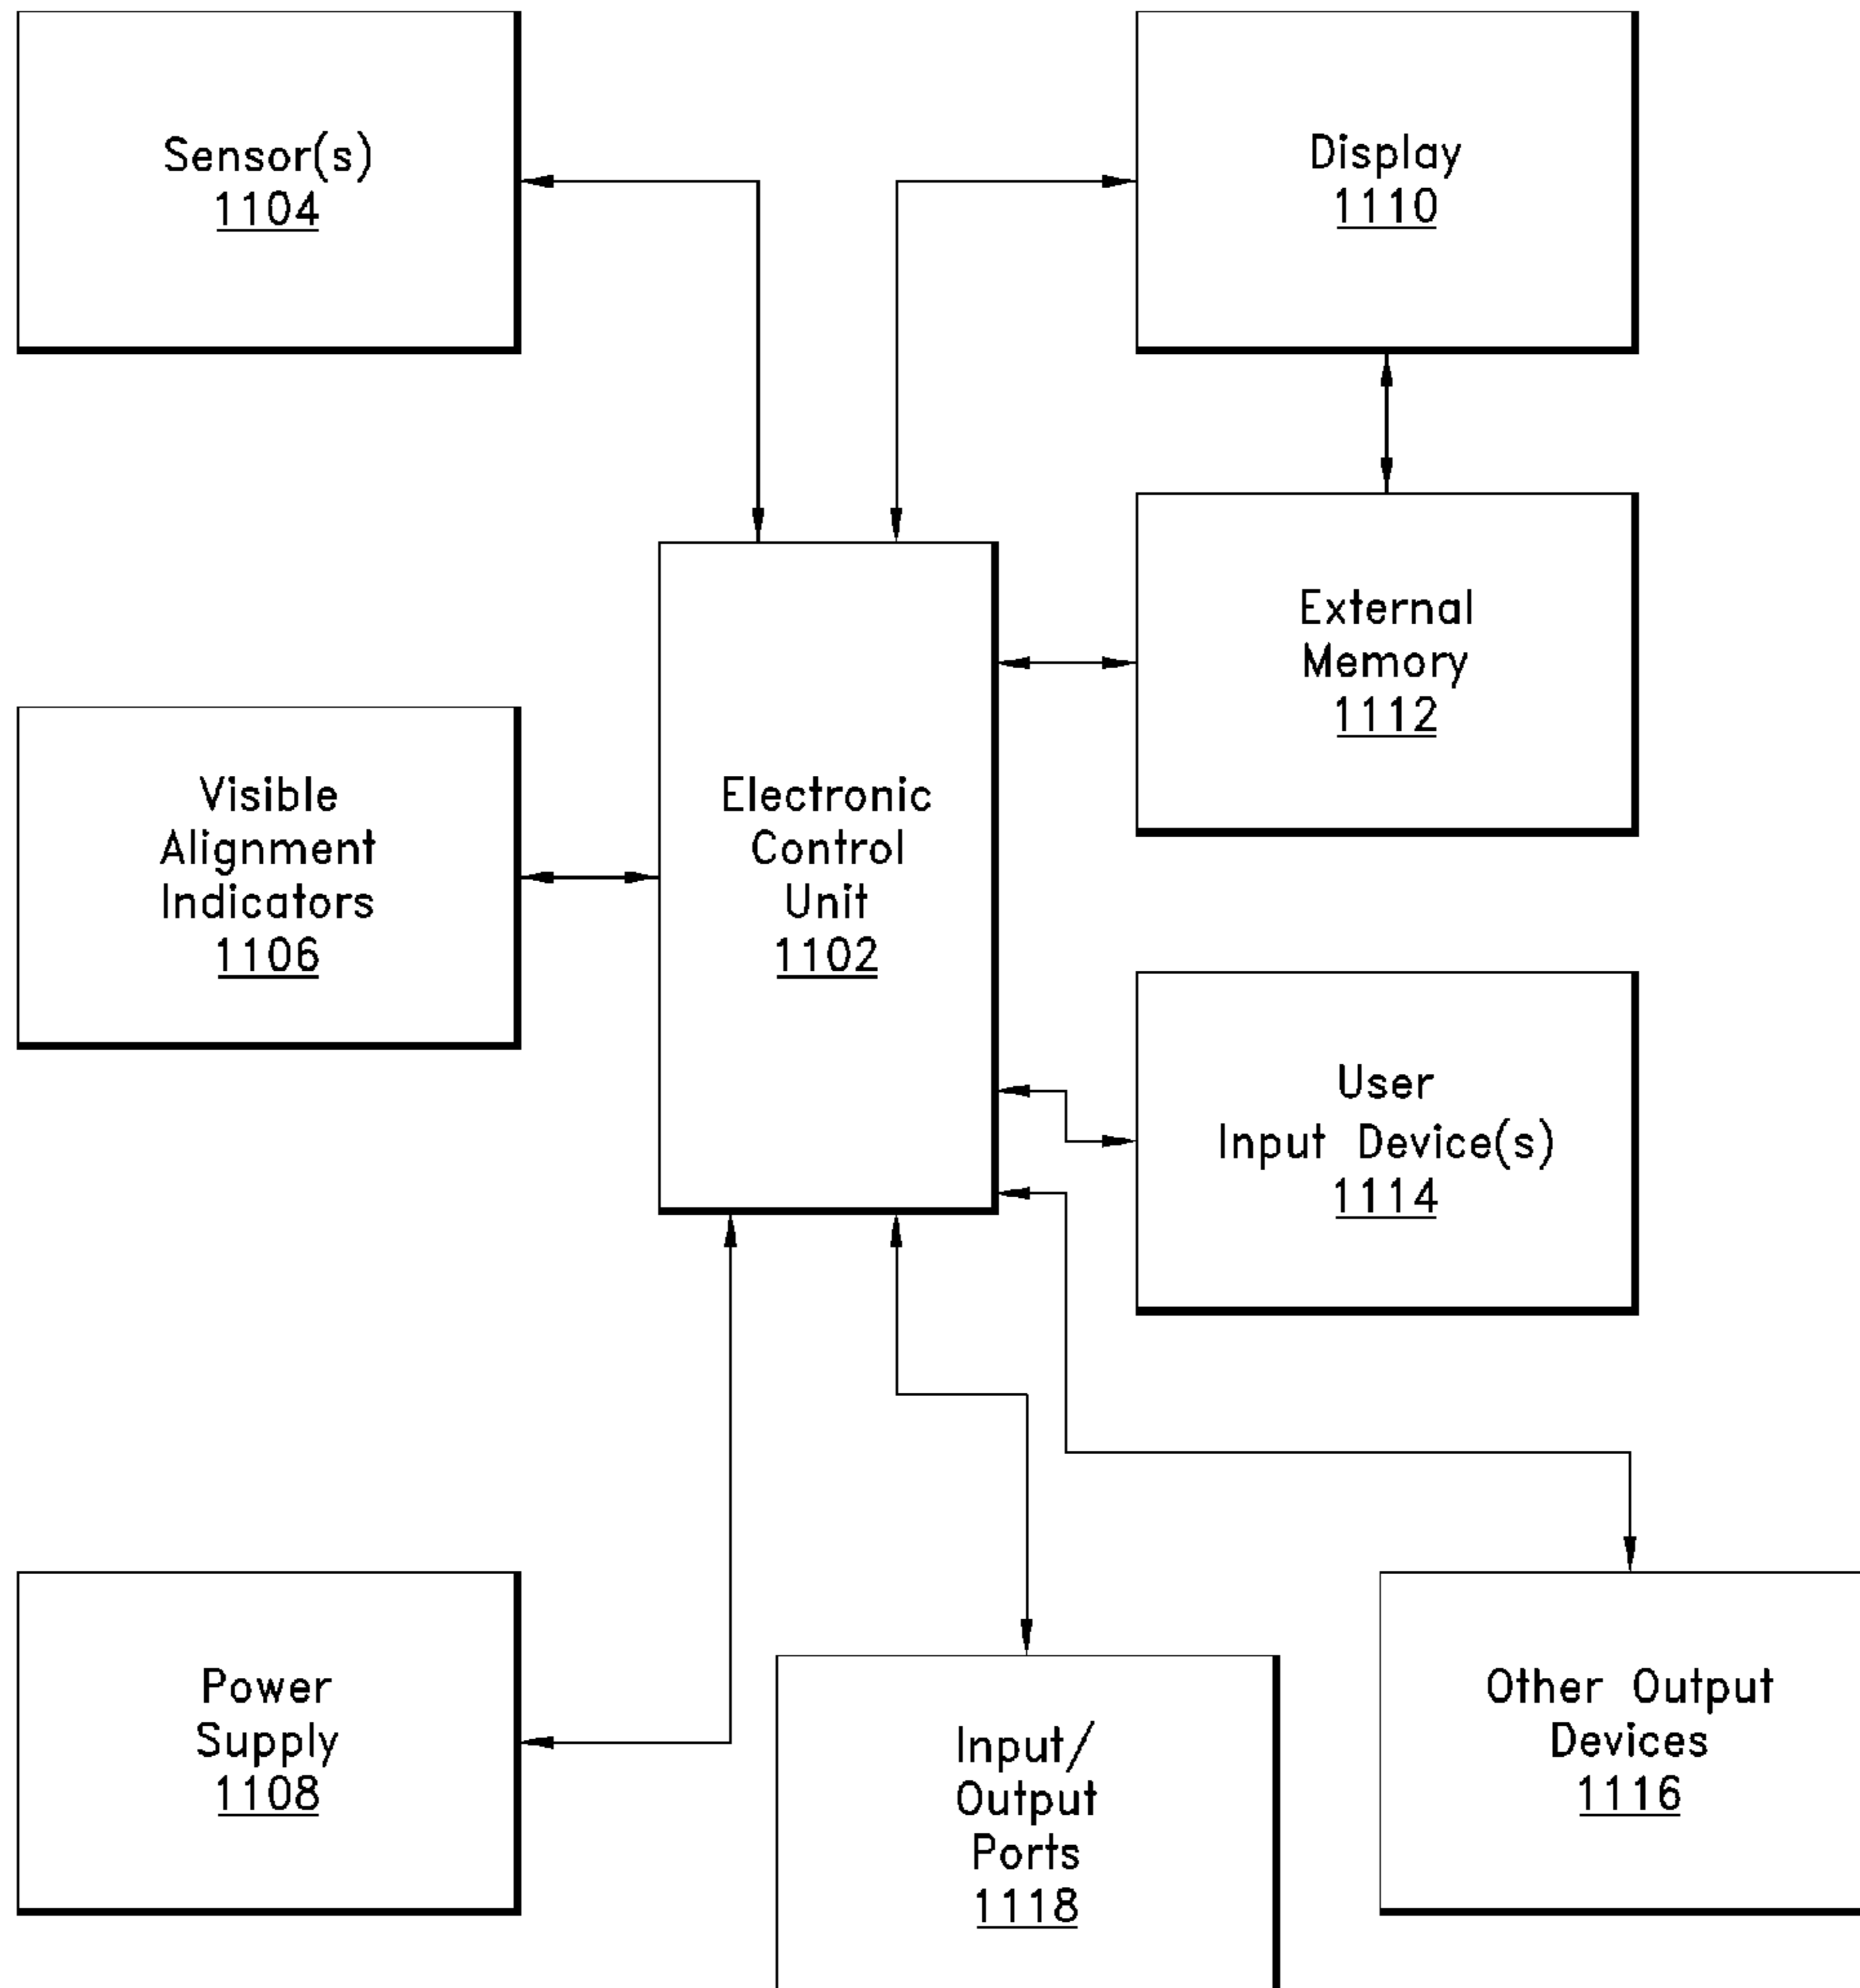 Sensor(s)
1104
Display
1110
External
Memory
1112
Visible
Alignment
Indicators
1106
Electronic
Control
Unit
1102
User
Input Device(s)
1114
Power
Supply
1108
Input/
Output
Ports
1118
Other Output
Devices
1116